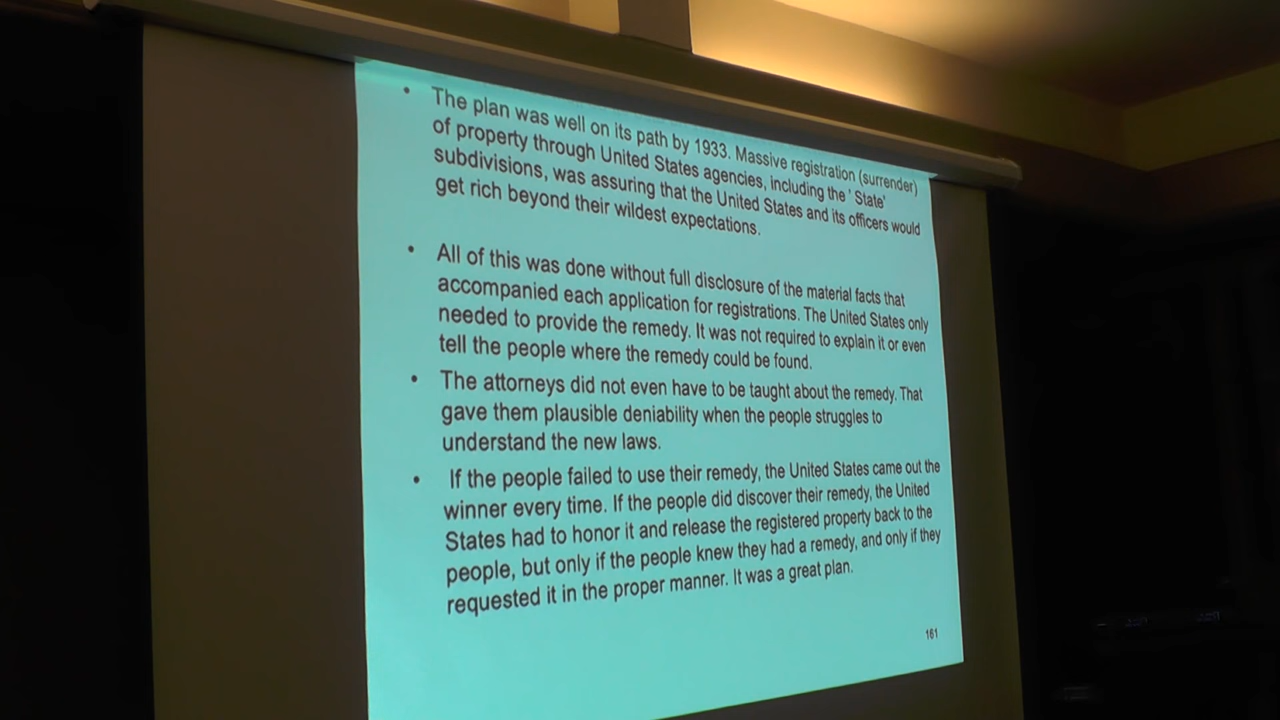 • The plan was well on its path by 1933. Massive registration (surrender)
of property through United States agencies, including the ' State'
subdivisions, was assuring that the United States and its officers would
get rich beyond their wildest expectations.
• All of this was done without full disclosure of the material facts that
accompanied each application for registrations. The United States only
needed to provide the remedy. It was not required to explain it or even
tell the people where the remedy could be found.
• The attorneys did not even have to be taught about the remedy. That
gave them plausible deniability when the people struggles to
understand the new laws.
• If the people failed to use their remedy, the United States came out the
winner every time. If the people did discover their remedy, the United
States had to honor it and release the registered property back to the
people, but only if the people knew they had a remedy, and only if they
requested it in the proper manner. It was a great plan.
161